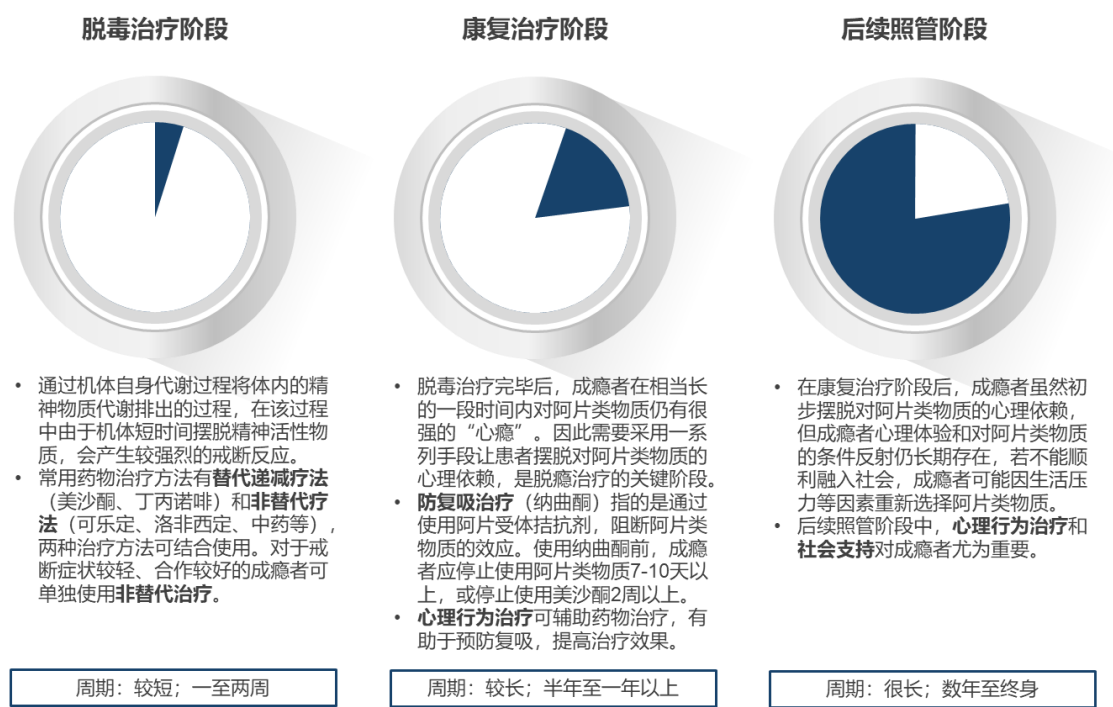 脱毒治疗阶段
• 通过机体自身代谢过程将体内的精
神物质代谢排出的过程，在该过程
中由于机体短时间摆脱精神活性物
质，会产生较强烈的戒断反应。
• 常用药物治疗方法有替代递减疗法
（美沙酮、丁丙诺啡）和非替代疗
法（可乐定、洛非西定、中药等），
两种治疗方法可结合使用。对于戒
断症状较轻、合作较好的成瘾者可
单独使用非替代治疗。
周期：较短；一至两周
康复治疗阶段
• 脱毒治疗完毕后，成瘾者在相当长
的一段时间内对阿片类物质仍有很
强的“心瘾”。因此需要采用一系
列手段让患者摆脱对阿片类物质的
心理依赖，是脱瘾治疗的关键阶段。
• 防复吸治疗（纳曲酮）指的是通过
使用阿片受体拮抗剂，阻断阿片类
物质的效应。使用纳曲酮前，成瘾
者应停止使用阿片类物质7-10天以
上，或停止使用美沙酮2周以上。
• 心理行为治疗可辅助药物治疗，有
助于预防复吸，提高治疗效果。
周期：较长；半年至一年以上
后续照管阶段
• 在康复治疗阶段后，成瘾者虽然初
步摆脱对阿片类物质的心理依赖，
但成瘾者心理体验和对阿片类物质
的条件反射仍长期存在，若不能顺
利融入社会，成瘾者可能因生活压
力等因素重新选择阿片类物质。
• 后续照管阶段中，心理行为治疗和
社会支持对成瘾者尤为重要。
周期：很长；数年至终身